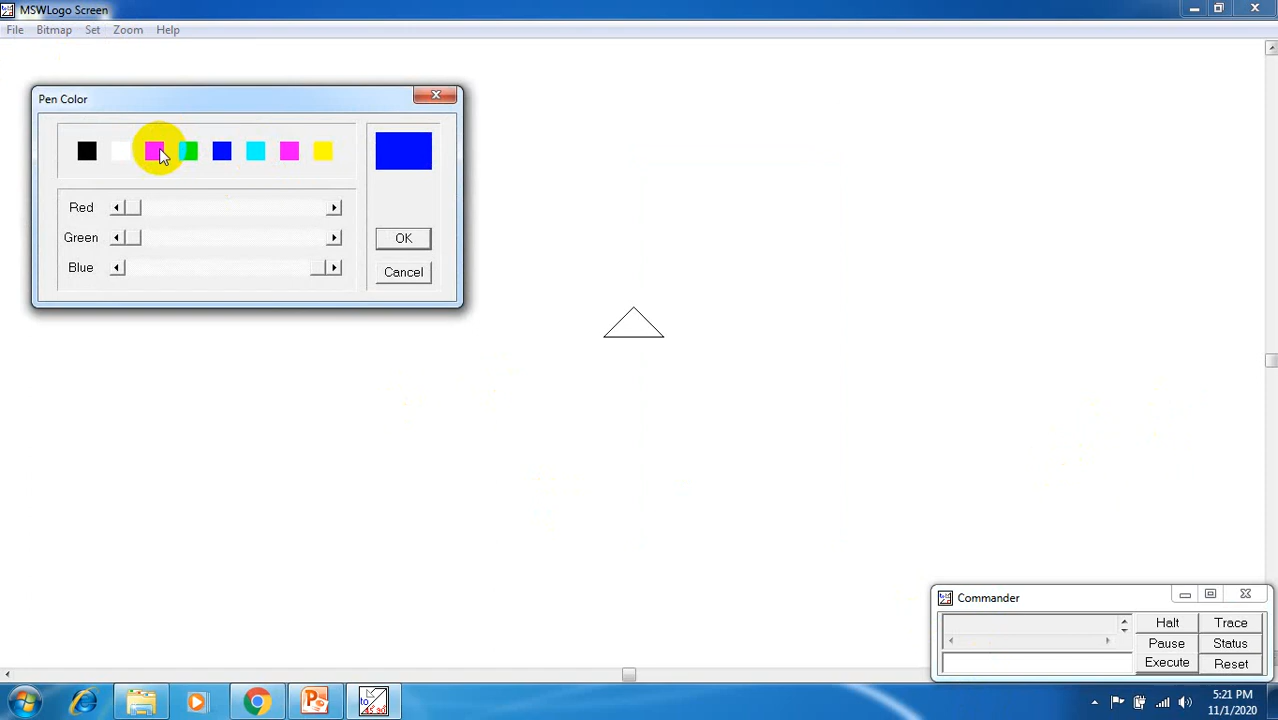 MSWLogo Screen
File Bitmap Set Zoom Help
Pen Color
Red
Green
Blue
OK
Cancel
Commander
Halt Trace
Pause Status
Execute Reset
5:21 PM
11/1/2020